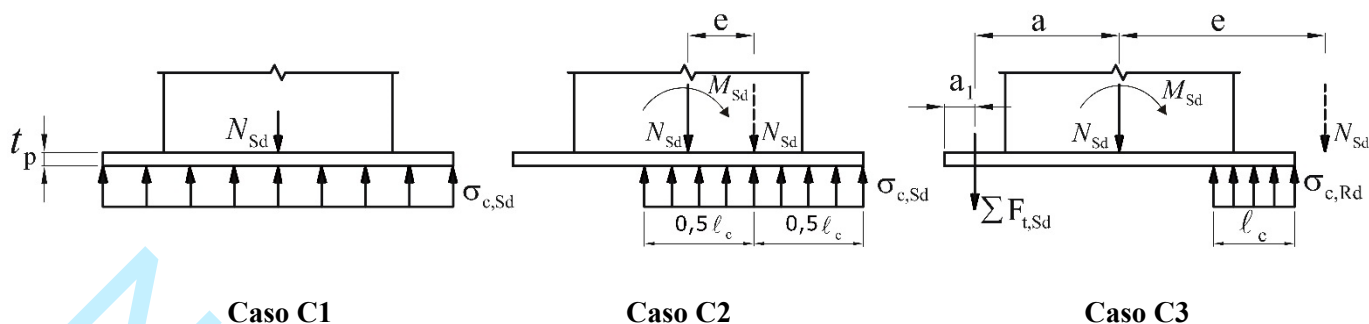 t_p
N_Sd
σ_c,Sd
Caso C1
e
M_Sd
N_Sd
N_Sd
σ_c,Sd
0,5 ℓ_c
0,5 ℓ_c
Caso C2
a
e
a_1
M_Sd
N_Sd
N_Sd
σ_c,Rd
∑ F_t,Sd
ℓ_c
Caso C3